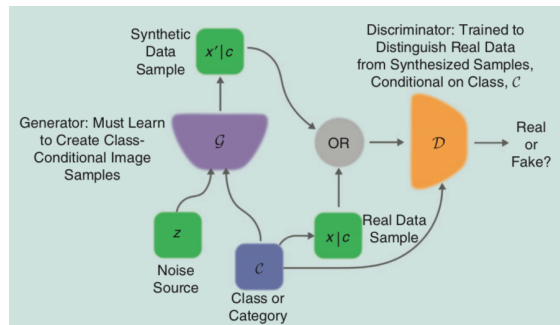 Synthetic
Data
Sample
x′|c
Discriminator: Trained to
Distinguish Real Data
from Synthesized Samples,
Conditional on Class, C
Generator: Must Learn
to Create Class-
Conditional Image
Samples
G
OR
D
Real
or
Fake?
z
Noise
Source
C
Class or
Category
x|c
Real Data
Sample